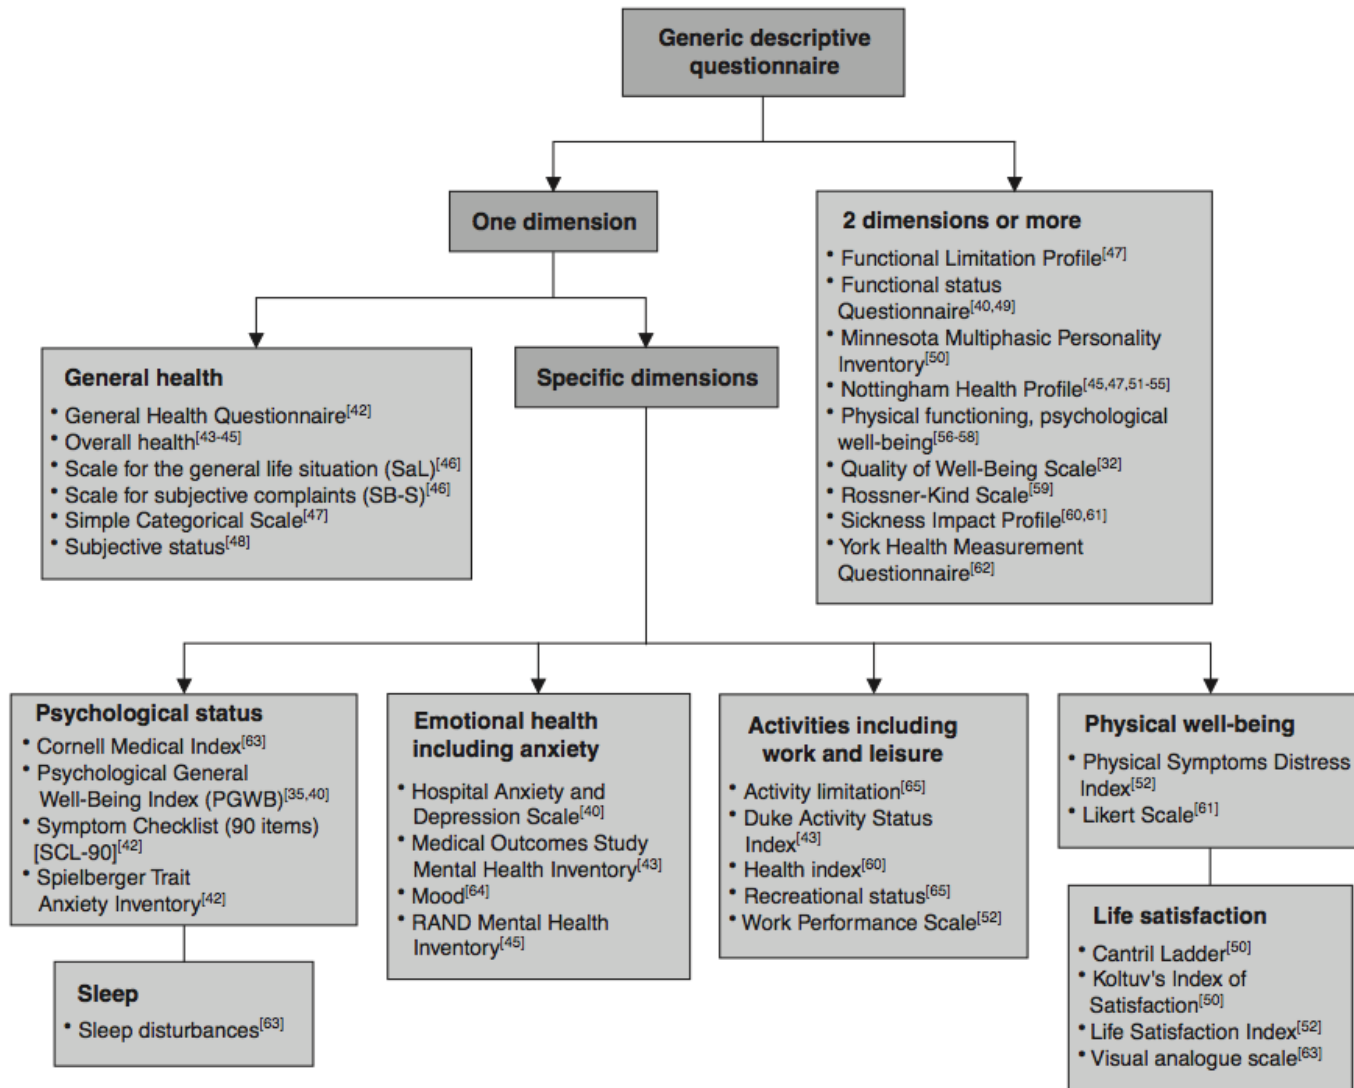 Generic descriptive
questionnaire
One dimension
2 dimensions or more
• Functional Limitation Profile[47]
• Functional status
Questionnaire[40,49]
• Minnesota Multiphasic Personality
Inventory[50]
• Nottingham Health Profile[45,47,51-55]
• Physical functioning, psychological
well-being[56-58]
• Quality of Well-Being Scale[32]
• Rossner-Kind Scale[59]
• Sickness Impact Profile[60,61]
• York Health Measurement
Questionnaire[62]
General health
• General Health Questionnaire[42]
• Overall health[43-45]
• Scale for the general life situation (SaL)[46]
• Scale for subjective complaints (SB-S)[46]
• Simple Categorical Scale[47]
• Subjective status[48]
Specific dimensions
Psychological status
• Cornell Medical Index[63]
• Psychological General
Well-Being Index (PGWB)[35,40]
• Symptom Checklist (90 items)
[SCL-90][42]
• Spielberger Trait
Anxiety Inventory[42]
Sleep
• Sleep disturbances[63]
Emotional health
including anxiety
• Hospital Anxiety and
Depression Scale[40]
• Medical Outcomes Study
Mental Health Inventory[43]
• Mood[64]
• RAND Mental Health
Inventory[45]
Activities including
work and leisure
• Activity limitation[65]
• Duke Activity Status
Index[43]
• Health index[60]
• Recreational status[65]
• Work Performance Scale[52]
Physical well-being
• Physical Symptoms Distress
Index[52]
• Likert Scale[61]
Life satisfaction
• Cantril Ladder[50]
• Koltuv's Index of
Satisfaction[50]
• Life Satisfaction Index[52]
• Visual analogue scale[63]